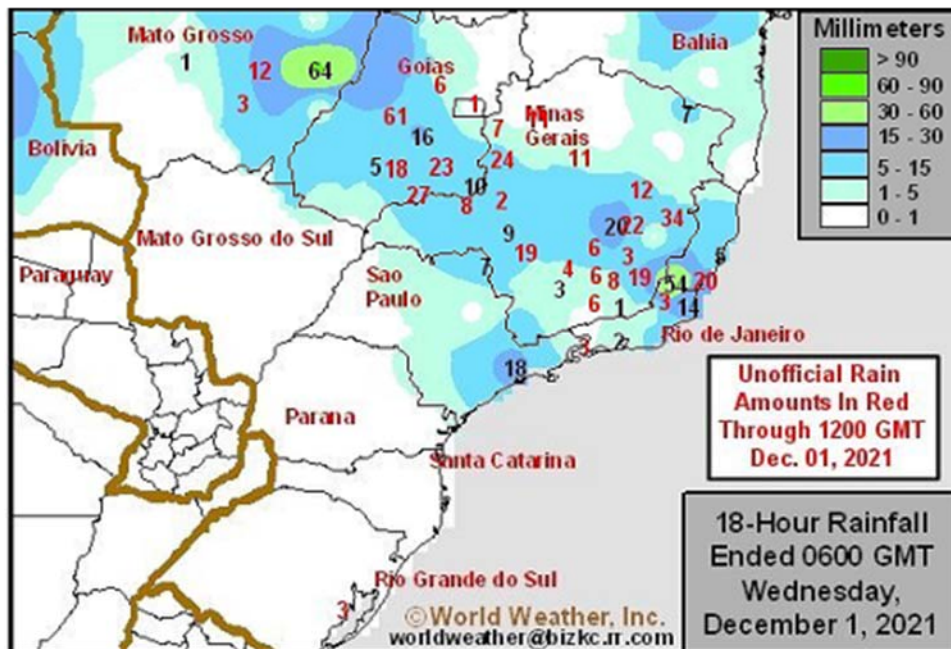 Mato Grosso
1
12
64
3
Goias
6
1
61
16
5
18
23
27
8
10
24
2
7
Minas
Gerais
11
11
Bahia
3
7
Bolivia
Mato Grosso do Sul
Paraguay
Sao
Paulo
9
19
7
12
34
20
22
6
3
4
6
8
19
3
6
1
54
20
3
14
5
3
2
18
Rio de Janeiro
Parana
Santa Catarina
Rio Grande do Sul
3
©World Weather, Inc.
worldweather@bizkc.rr.com
Millimeters
> 90
60 - 90
30 - 60
15 - 30
5 - 15
1 - 5
0 - 1
Unofficial Rain
Amounts In Red
Through 1200 GMT
Dec. 01, 2021
18-Hour Rainfall
Ended 0600 GMT
Wednesday,
December 1, 2021